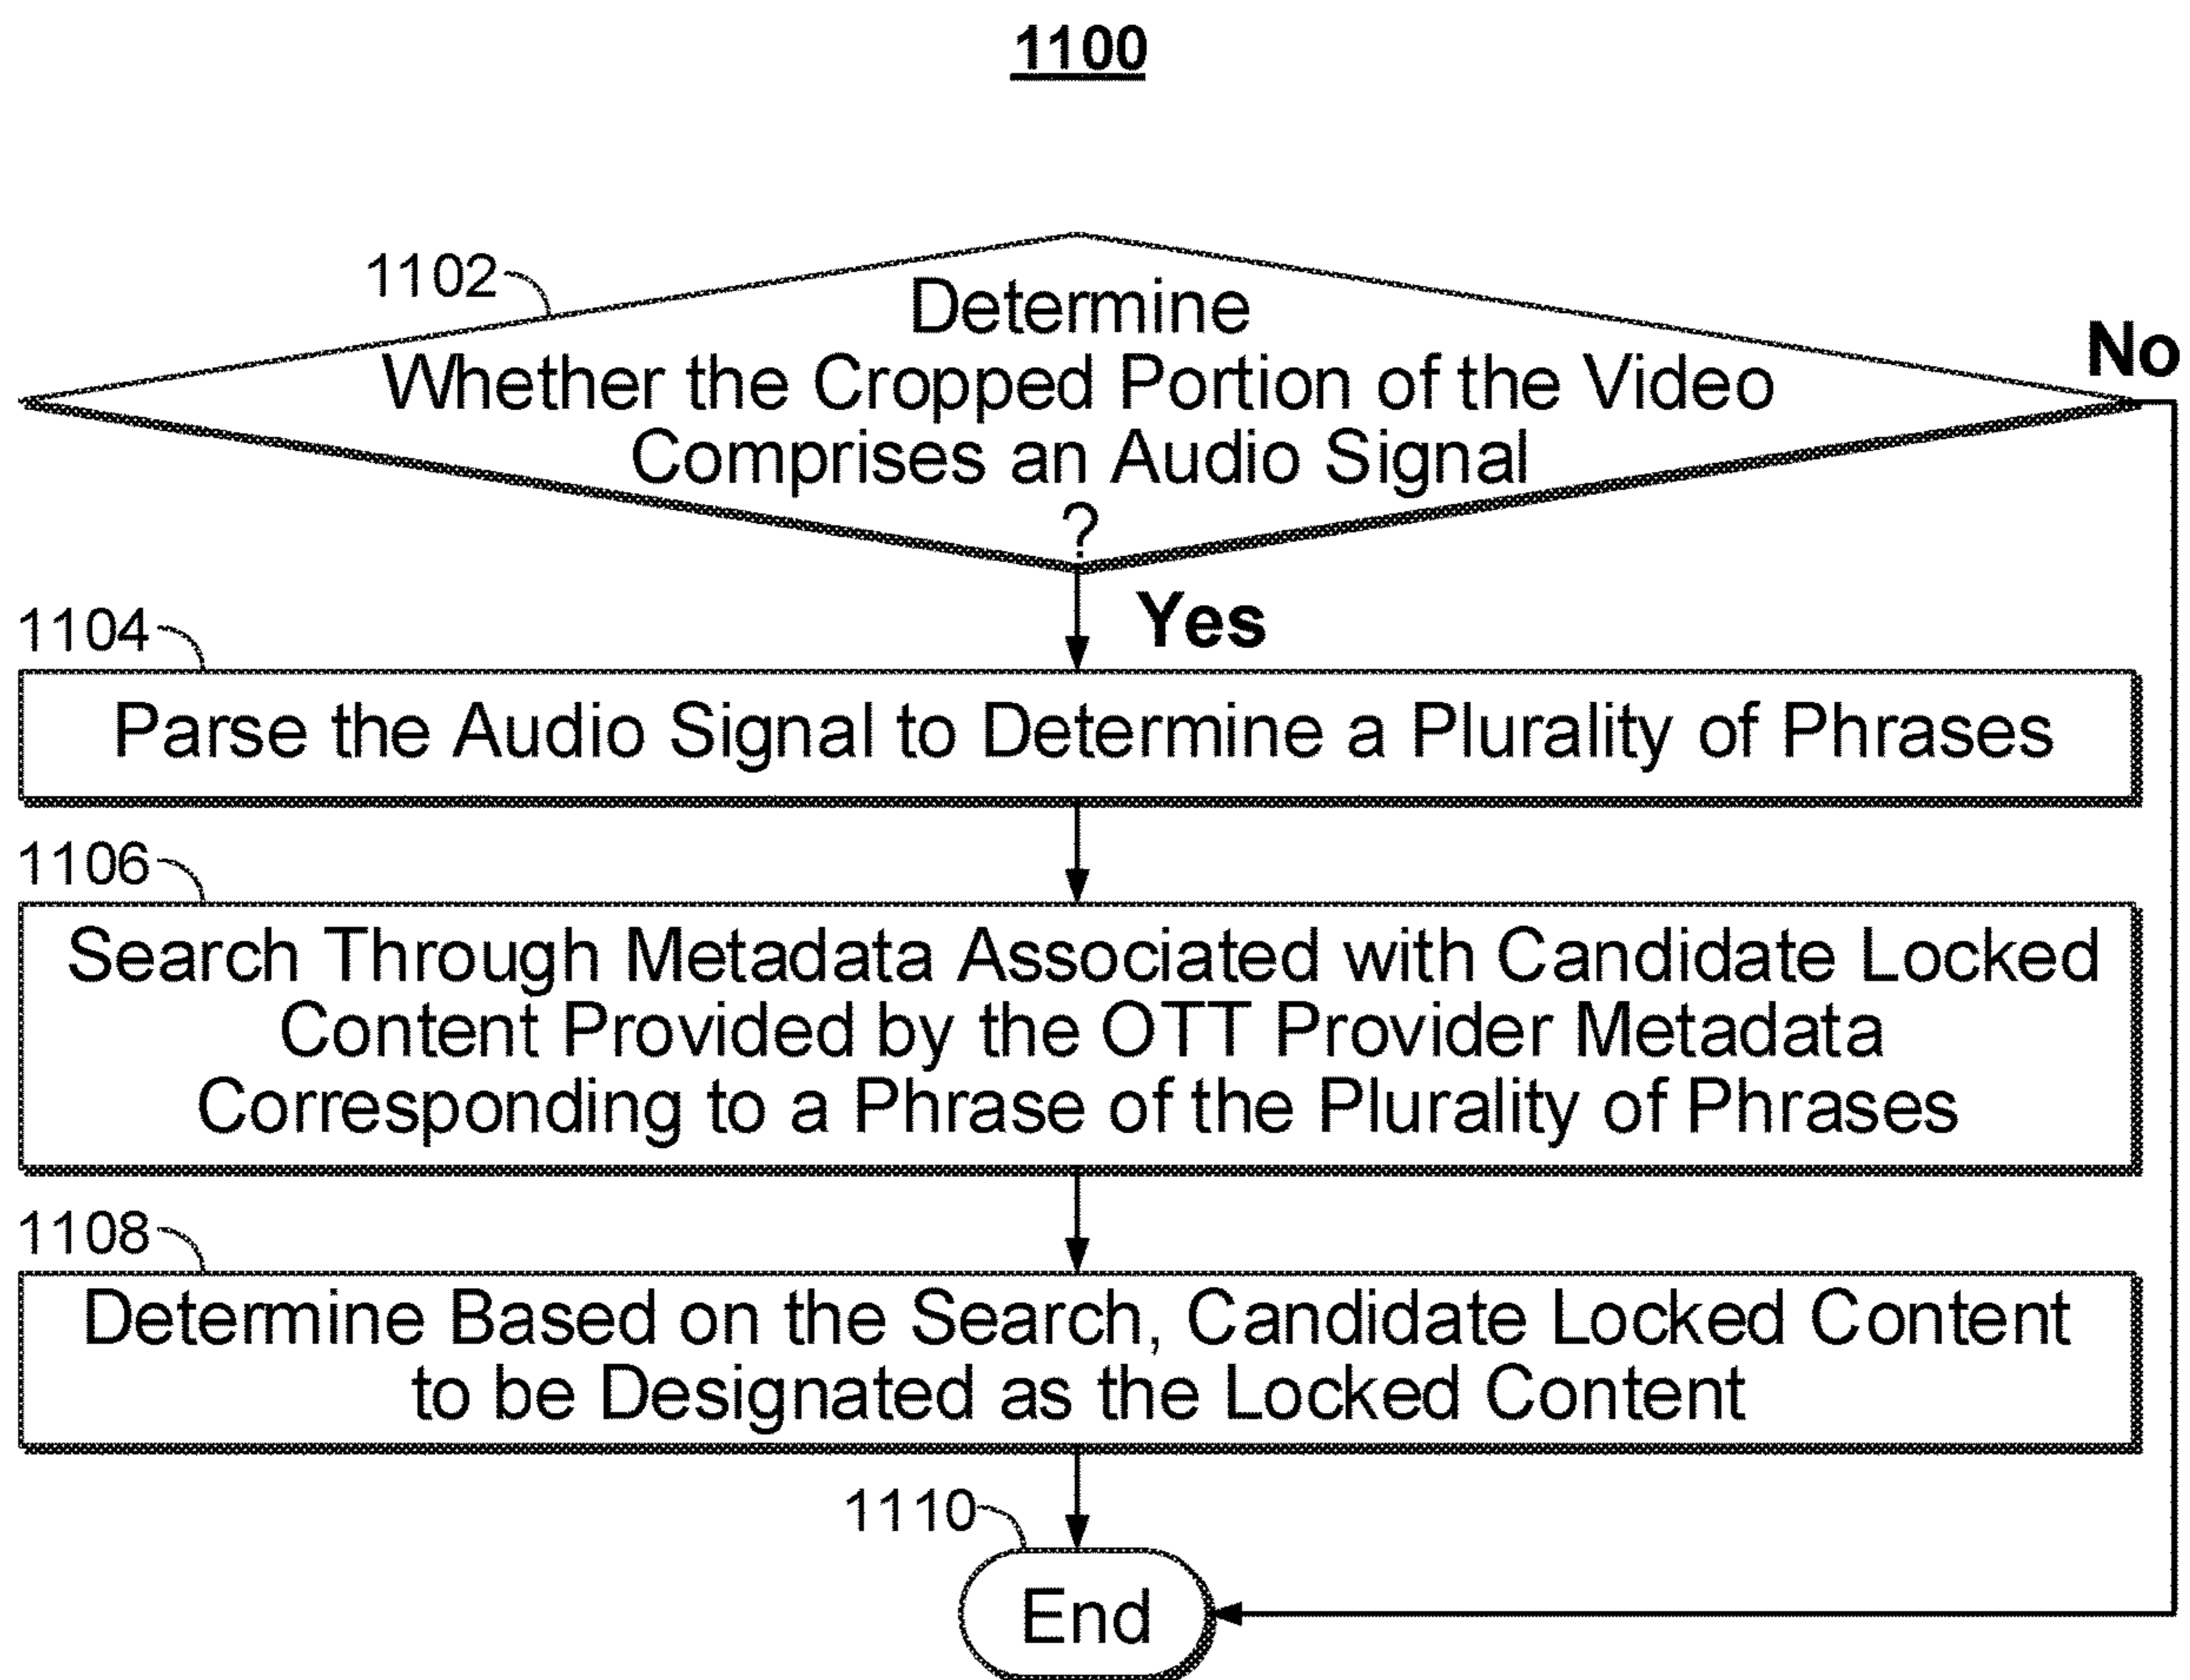 1100
1102
Determine
Whether the Cropped Portion of the Video
Comprises an Audio Signal
?
No
Yes
1104
Parse the Audio Signal to Determine a Plurality of Phrases
1106
Search Through Metadata Associated with Candidate Locked
Content Provided by the OTT Provider Metadata
Corresponding to a Phrase of the Plurality of Phrases
1108
Determine Based on the Search, Candidate Locked Content
to be Designated as the Locked Content
1110
End